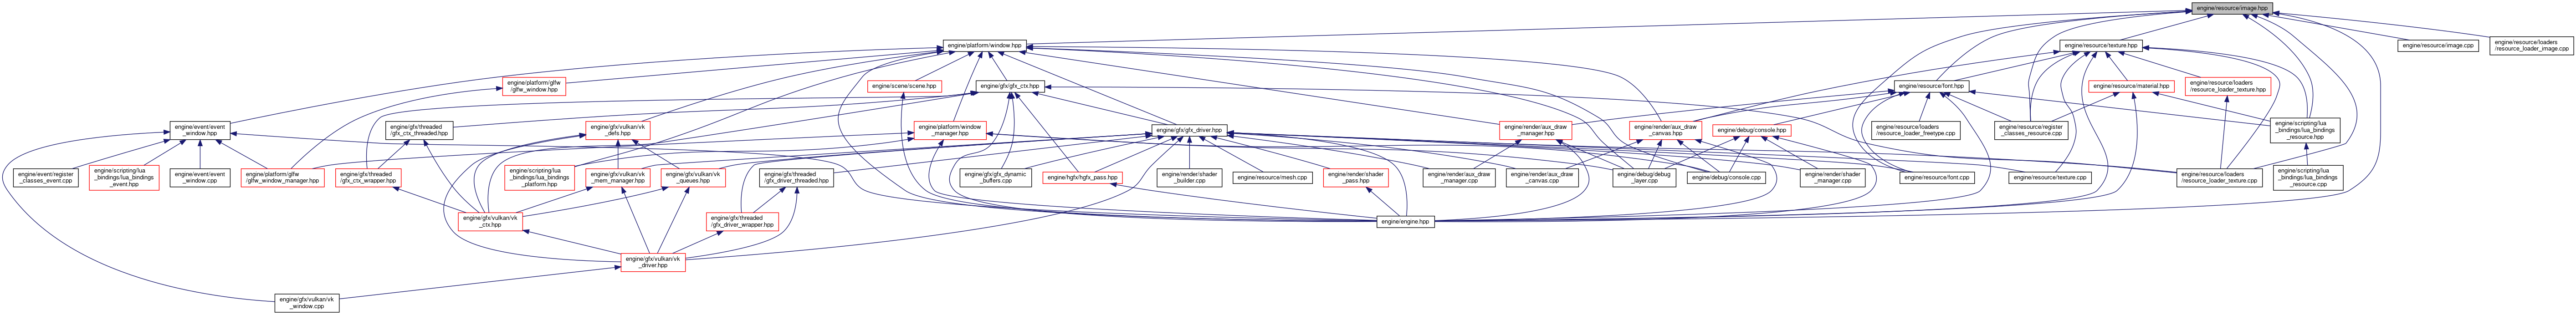 engine/resource/image.hpp
engine/platform/window.hpp
engine/resource/texture.hpp
engine/resource/image.cpp
engine/resource/loaders
/resource_loader_image.cpp
engine/platform/glfw
/glfw_window.hpp
engine/scene/scene.hpp
engine/gfx/gfx_ctx.hpp
engine/resource/font.hpp
engine/resource/material.hpp
engine/resource/loaders
/resource_loader_texture.hpp
engine/event/event
_window.hpp
engine/gfx/threaded
/gfx_ctx_threaded.hpp
engine/gfx/vulkan/vk
_defs.hpp
engine/platform/window
_manager.hpp
engine/gfx/gfx_driver.hpp
engine/render/aux_draw
_manager.hpp
engine/render/aux_draw
_canvas.hpp
engine/debug/console.hpp
engine/resource/loaders
/resource_loader_freetype.cpp
engine/resource/register
_classes_resource.cpp
engine/scripting/lua
_bindings/lua_bindings
_resource.hpp
engine/event/register
_classes_event.cpp
engine/scripting/lua
_bindings/lua_bindings
_event.hpp
engine/event/event
_window.cpp
engine/platform/glfw
/glfw_window_manager.hpp
engine/gfx/threaded
/gfx_ctx_wrapper.hpp
engine/scripting/lua
_bindings/lua_bindings
_platform.hpp
engine/gfx/vulkan/vk
_mem_manager.hpp
engine/gfx/vulkan/vk
_queues.hpp
engine/gfx/threaded
/gfx_driver_threaded.hpp
engine/gfx/gfx_dynamic
_buffers.cpp
engine/hgfx/hgfx_pass.hpp
engine/render/shader
_builder.cpp
engine/resource/mesh.cpp
engine/render/shader
_pass.hpp
engine/render/aux_draw
_manager.cpp
engine/render/aux_draw
_canvas.cpp
engine/debug/debug
_layer.cpp
engine/debug/console.cpp
engine/render/shader
_manager.cpp
engine/resource/font.cpp
engine/resource/texture.cpp
engine/resource/loaders
/resource_loader_texture.cpp
engine/scripting/lua
_bindings/lua_bindings
_resource.cpp
engine/gfx/vulkan/vk
_ctx.hpp
engine/gfx/threaded
/gfx_driver_wrapper.hpp
engine/engine.hpp
engine/gfx/vulkan/vk
_driver.hpp
engine/gfx/vulkan/vk
_window.cpp